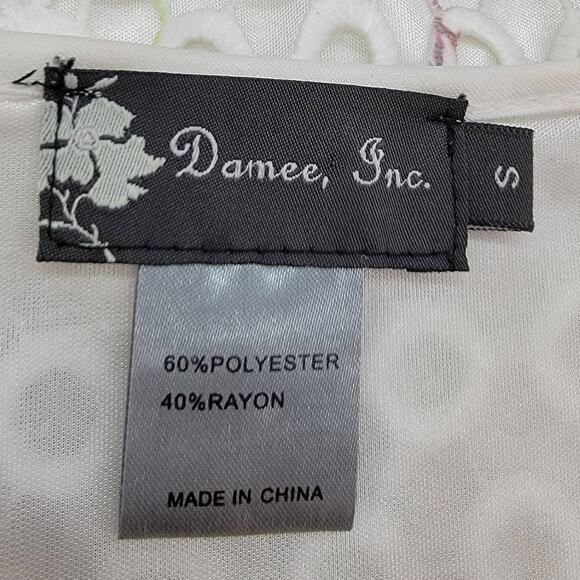 Damee, Inc.
S
60%POLYESTER
40%RAYON
MADE IN CHINA